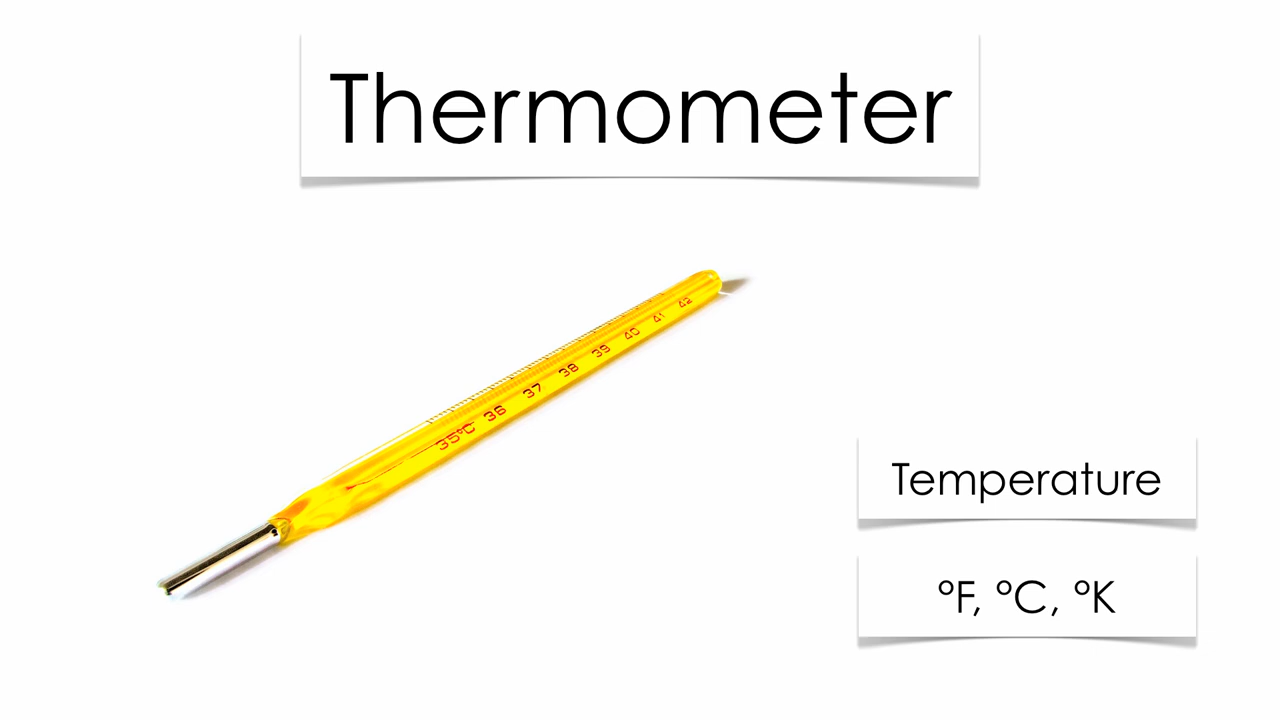 Thermometer
42
41
40
39
38
37
36
35°C
Temperature
°F, °C, °K